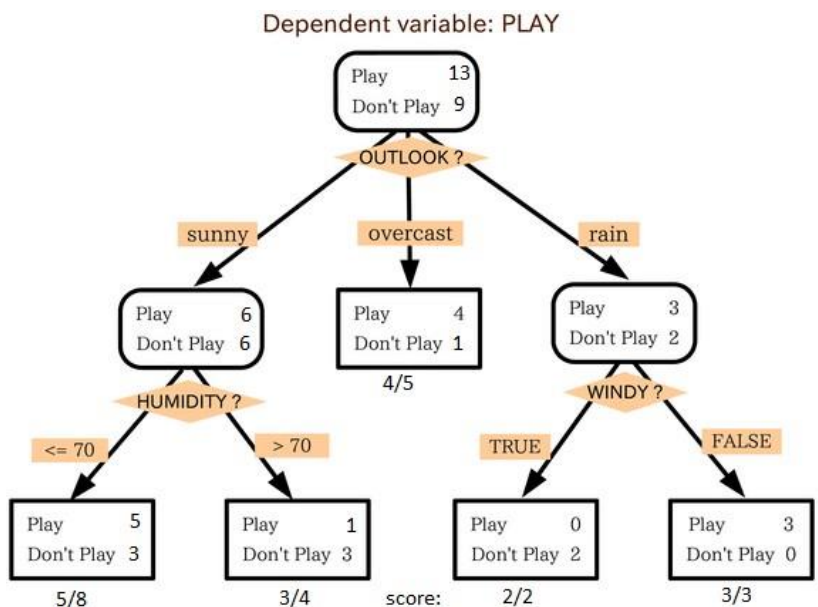 Dependent variable: PLAY
Play 13
Don't Play 9
OUTLOOK ?
sunny
overcast
rain
Play 6
Don't Play 6
Play 4
Don't Play 1
4/5
Play 3
Don't Play 2
HUMIDITY ?
WINDY ?
<= 70
> 70
TRUE
FALSE
Play 5
Don't Play 3
Play 1
Don't Play 3
Play 0
Don't Play 2
Play 3
Don't Play 0
5/8
3/4
score:
2/2
3/3